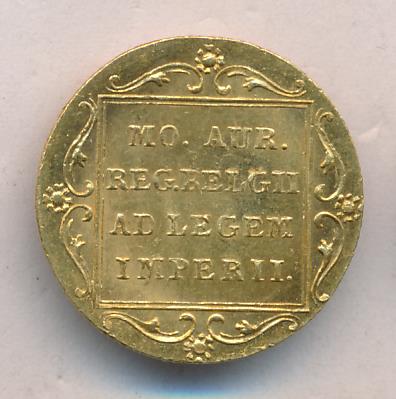 MO. AUR.
REG.BELGII
AD LEGEM
IMPERII.